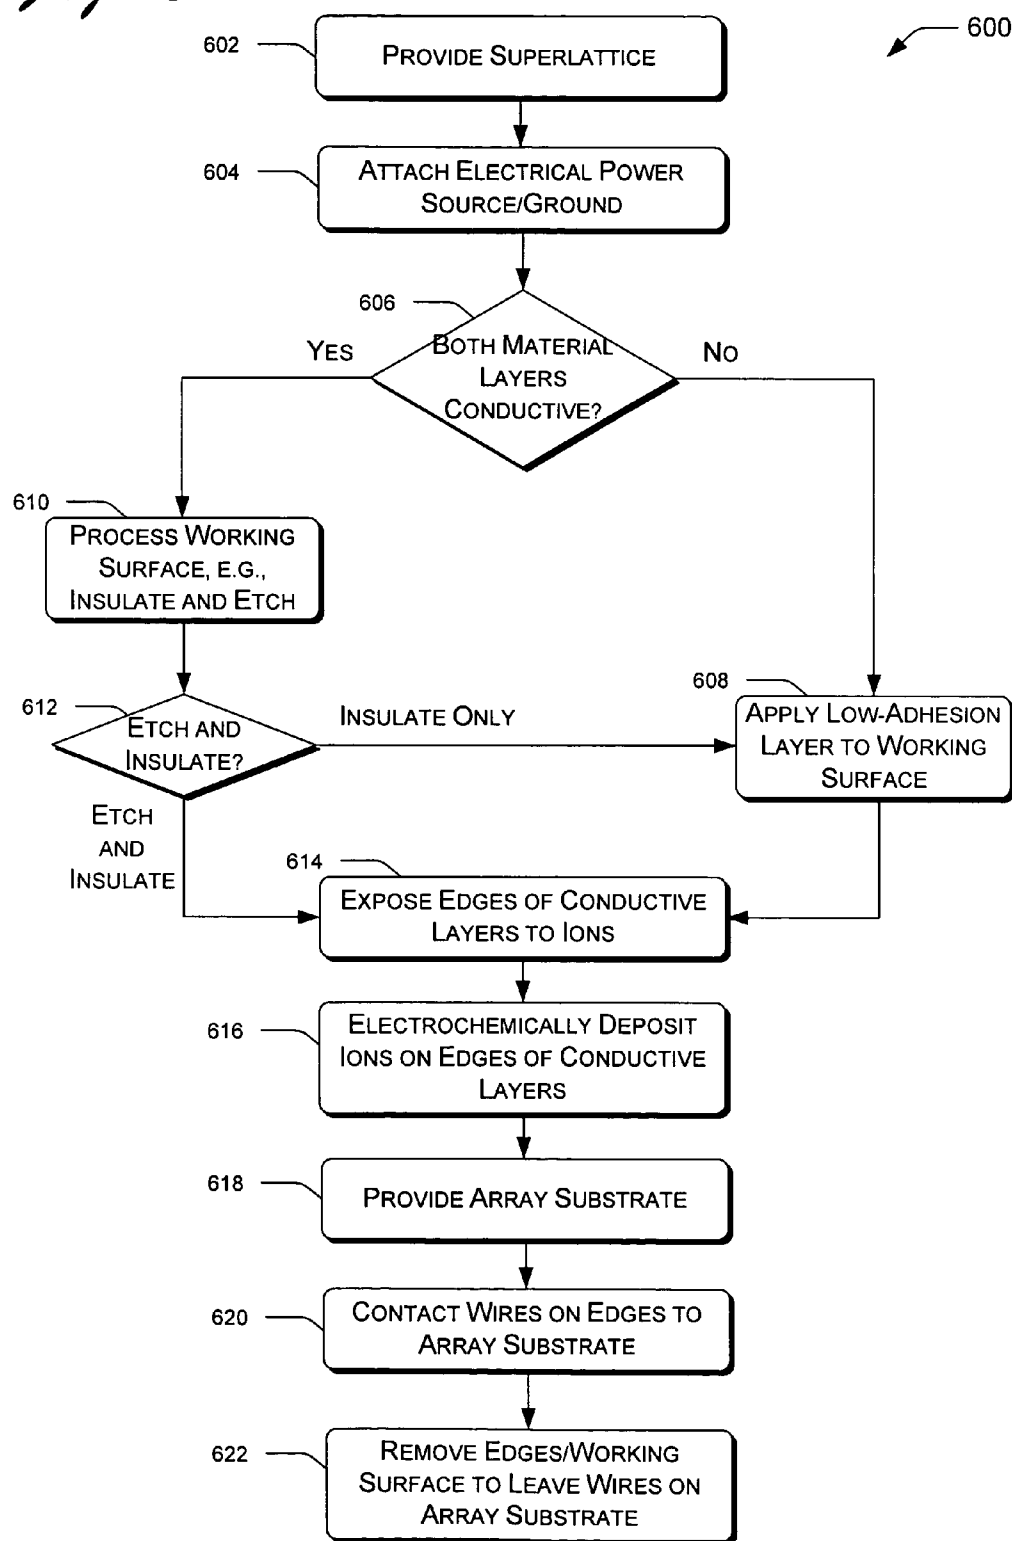 600
602
PROVIDE SUPERLATTICE
604
ATTACH ELECTRICAL POWER
SOURCE/GROUND
606
BOTH MATERIAL
LAYERS
CONDUCTIVE?
YES
NO
610
PROCESS WORKING
SURFACE, E.G.,
INSULATE AND ETCH
612
ETCH AND
INSULATE?
INSULATE ONLY
608
APPLY LOW-ADHESION
LAYER TO WORKING
SURFACE
ETCH
AND
INSULATE
614
EXPOSE EDGES OF CONDUCTIVE
LAYERS TO IONS
616
ELECTROCHEMICALLY DEPOSIT
IONS ON EDGES OF CONDUCTIVE
LAYERS
618
PROVIDE ARRAY SUBSTRATE
620
CONTACT WIRES ON EDGES TO
ARRAY SUBSTRATE
622
REMOVE EDGES/WORKING
SURFACE TO LEAVE WIRES ON
ARRAY SUBSTRATE